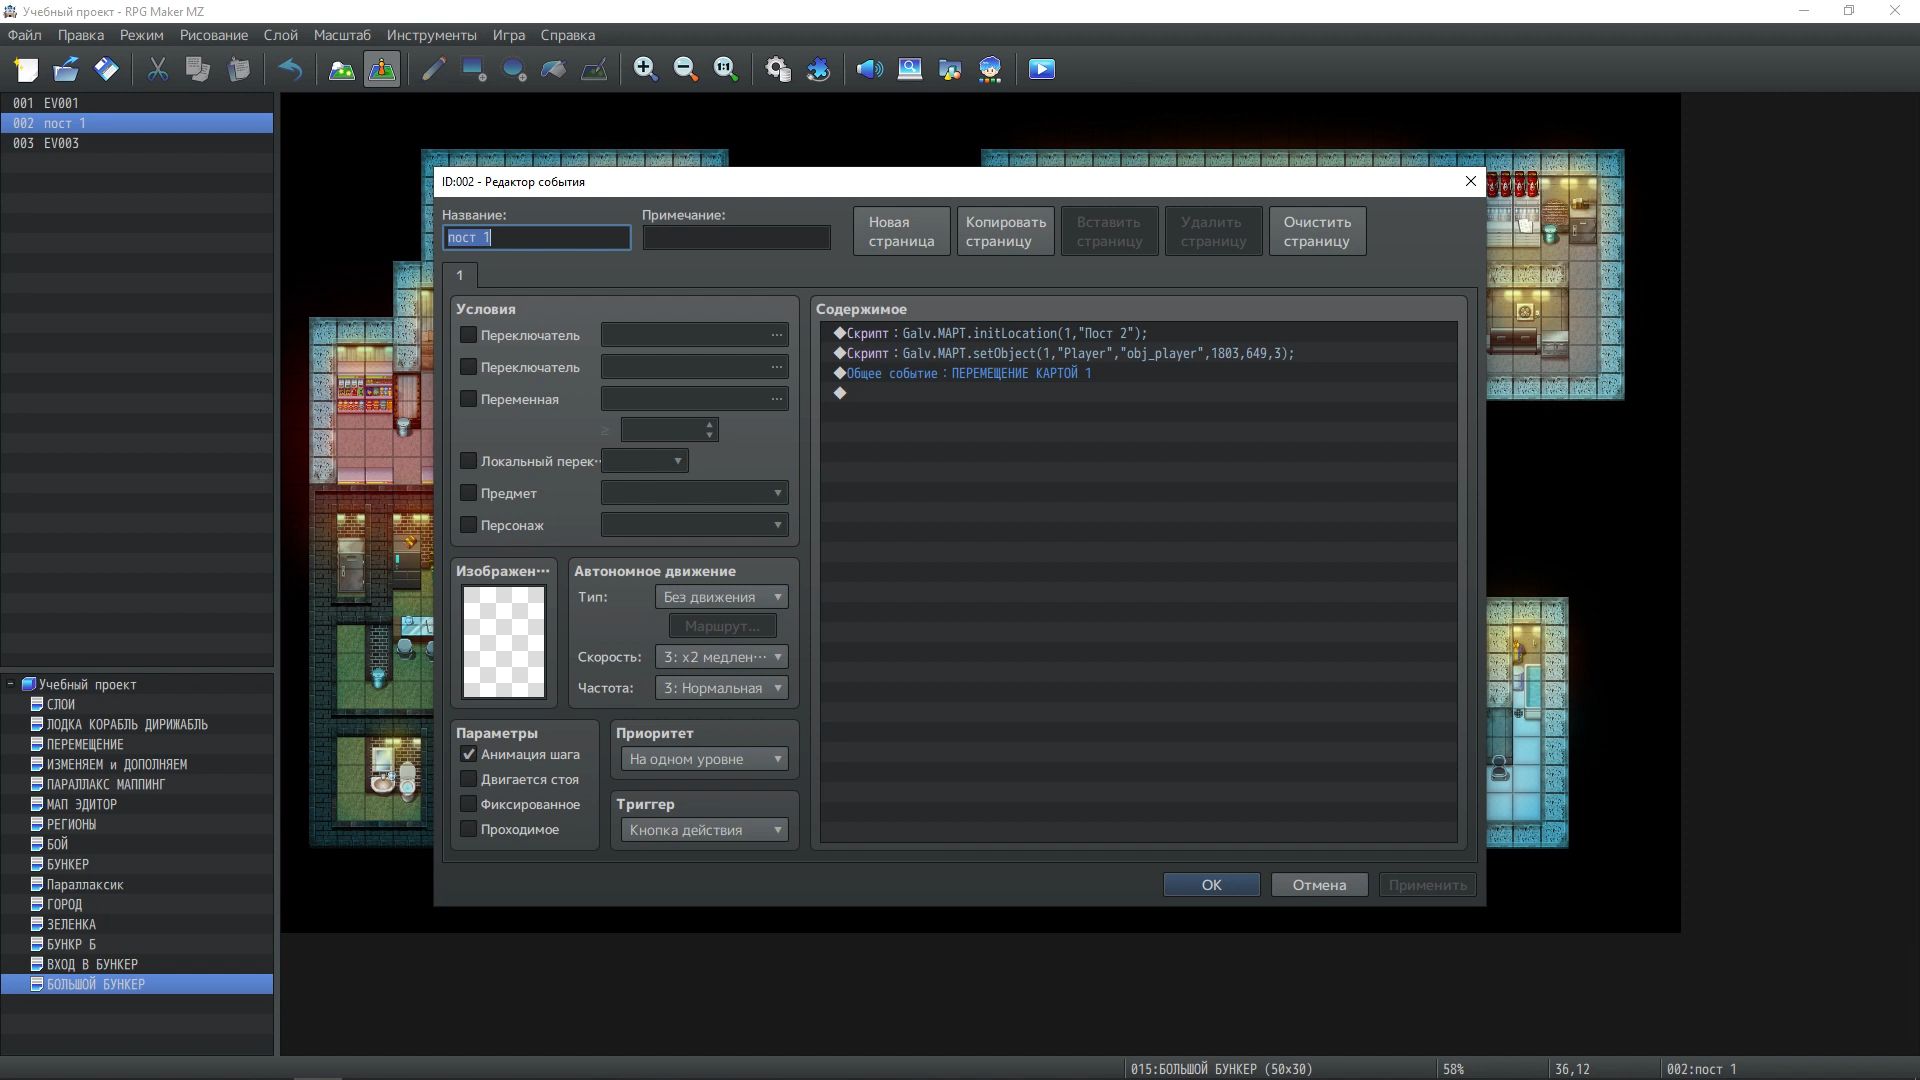 Учебный проект - RPG Maker MZ
Файл Правка Режим Рисование Слой Масштаб Инструменты Игра Справка
1:1
001 EV001
002 пост 1
003 EV003
ID:002 - Редактор события
Название:
Примечание:
пост 1
Новая страница
Копировать страницу
Вставить страницу
Удалить страницу
Очистить страницу
1
Условия
Переключатель ...
Переключатель ...
Переменная ...
≥
Локальный перек···
Предмет
Персонаж
Изображен···
Автономное движение
Тип: Без движения
Маршрут...
Скорость: 3: x2 медлен···
Частота: 3: Нормальная
Параметры
Анимация шага
Двигается стоя
Фиксированное
Проходимое
Приоритет
На одном уровне
Триггер
Кнопка действия
Содержимое
◆Скрипт：Galv.MAPT.initLocation(1,"Пост 2");
◆Скрипт：Galv.MAPT.setObject(1,"Player","obj_player",1803,649,3);
◆Общее событие：ПЕРЕМЕЩЕНИЕ КАРТОЙ 1
◆
OK
Отмена
Применить
Учебный проект
СЛОИ
ЛОДКА КОРАБЛЬ ДИРИЖАБЛЬ
ПЕРЕМЕЩЕНИЕ
ИЗМЕНЯЕМ и ДОПОЛНЯЕМ
ПАРАЛЛАКС МАППИНГ
МАП ЭДИТОР
РЕГИОНЫ
БОЙ
БУНКЕР
Параллаксик
ГОРОД
ЗЕЛЕНКА
БУНКР Б
ВХОД В БУНКЕР
БОЛЬШОЙ БУНКЕР
015:БОЛЬШОЙ БУНКЕР (50x30)
58%
36,12
002:пост 1